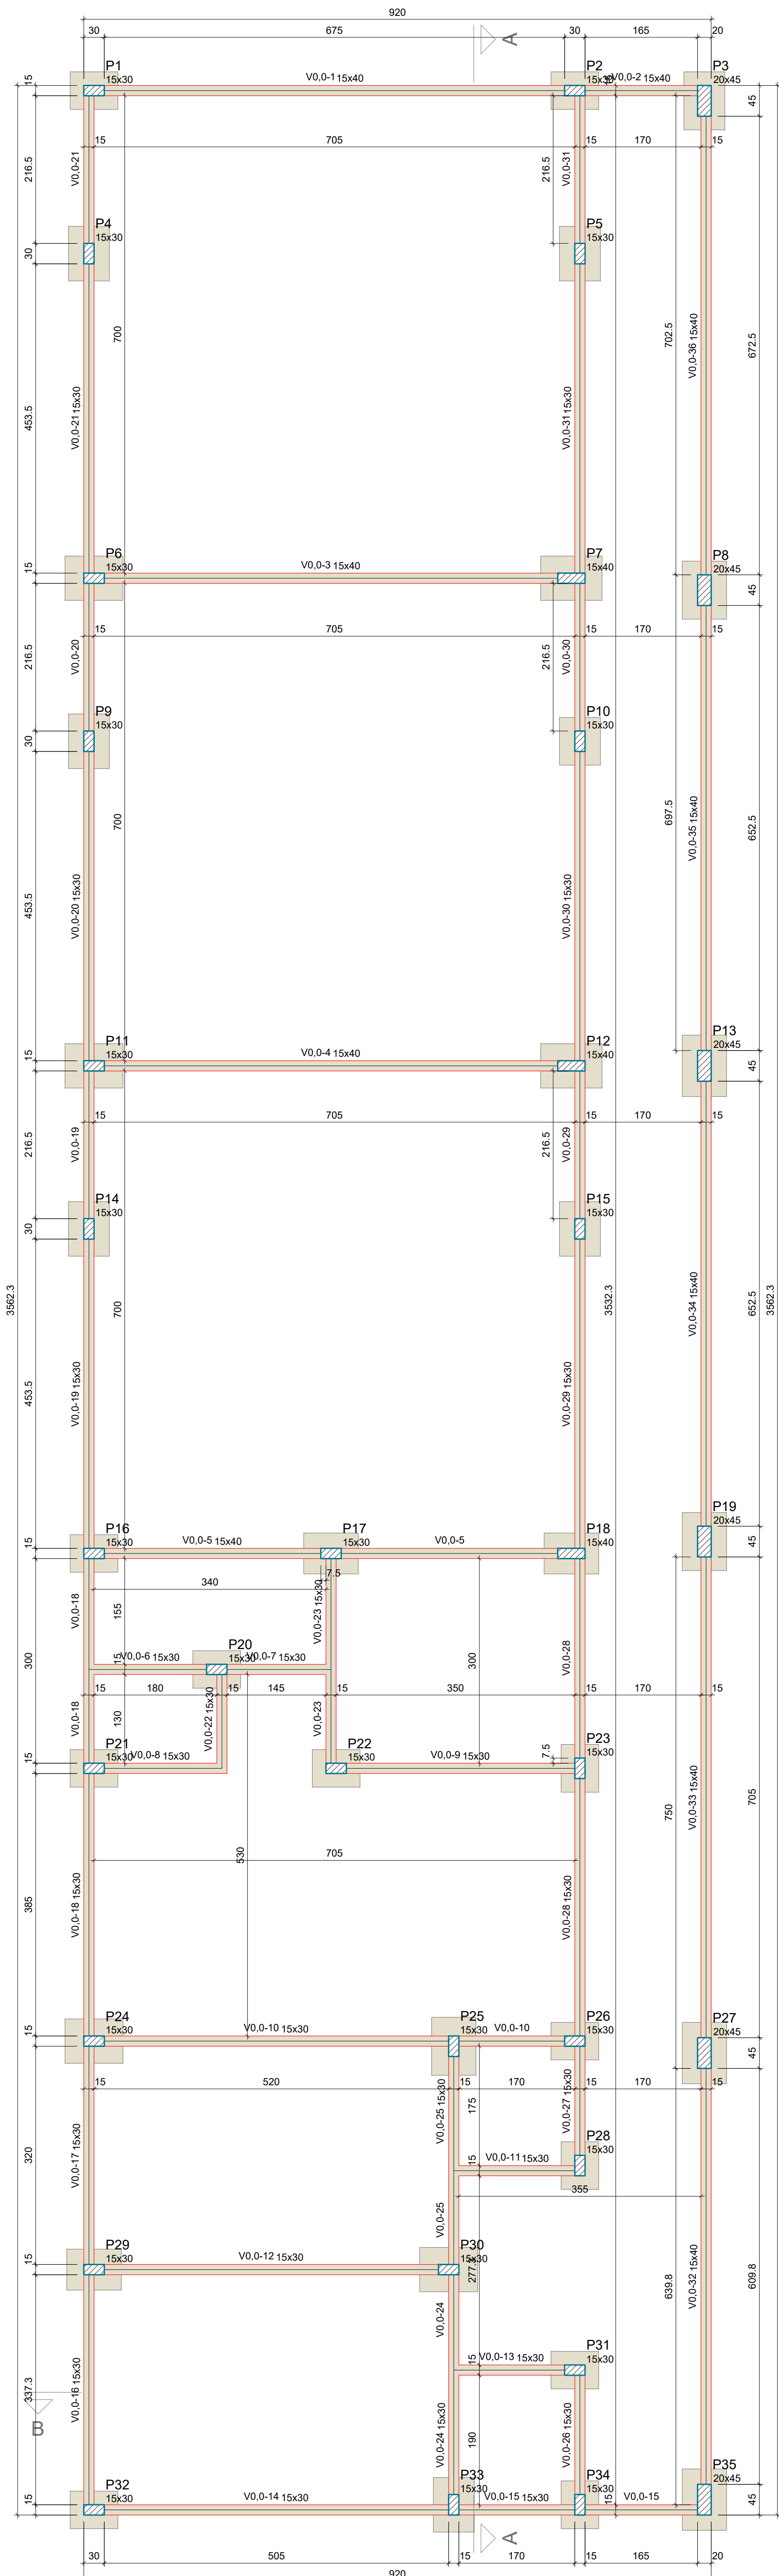 920
30 675 30 165 20
A
P1
15x30
V0,0-1 15x40
P2
15x30
V0,0-2 15x40
P3
20x45
15
15
45
15 705 15 170 15
216.5
V0,0-21
216.5
V0,0-31
P4
15x30
P5
15x30
30
700
702.5
V0,0-36 15x40
672.5
453.5
V0,0-21 15x30
V0,0-31 15x30
P6
15x30
V0,0-3 15x40
P7
15x40
P8
20x45
15
45
15 705 15 170 15
216.5
V0,0-20
216.5
V0,0-30
P9
15x30
P10
15x30
30
700
697.5
V0,0-35 15x40
652.5
453.5
V0,0-20 15x30
V0,0-30 15x30
P11
15x30
V0,0-4 15x40
P12
15x40
P13
20x45
15
45
15 705 15 170 15
216.5
V0,0-19
216.5
V0,0-29
P14
15x30
P15
15x30
30
3562.3
700
3532.3
V0,0-34 15x40
652.5
3562.3
453.5
V0,0-19 15x30
V0,0-29 15x30
P16
15x30
V0,0-5 15x40
P17
15x30
V0,0-5
P18
15x40
P19
20x45
15
45
7.5
340
V0,0-18
155
V0,0-23 15x30
300
15
V0,0-6 15x30
P20
15x30
V0,0-7 15x30
300
V0,0-28
15 180 15 145 15 350 15 170 15
V0,0-18
130
V0,0-22 15x30
V0,0-23
P21
15x30
V0,0-8 15x30
P22
15x30
V0,0-9 15x30
7.5
P23
15x30
15
750
V0,0-33 15x40
705
705
530
385
V0,0-18 15x30
V0,0-28 15x30
P24
15x30
V0,0-10 15x30
P25
15x30
V0,0-10
P26
15x30
P27
20x45
15
45
15 520 15 170 15 170 15
V0,0-25 15x30
175
V0,0-27 15x30
320
V0,0-17 15x30
15
V0,0-11 15x30
P28
15x30
355
V0,0-25
P29
15x30
V0,0-12 15x30
P30
15x30
15
639.8
V0,0-32 15x40
609.8
V0,0-24
15
V0,0-13 15x30
P31
15x30
337.3
V0,0-16 15x30
B
V0,0-24 15x30
190
V0,0-26 15x30
P32
15x30
V0,0-14 15x30
P33
15x30
V0,0-15 15x30
P34
15x30
V0,0-15
P35
20x45
15
15
45
30 505 15 170 15 165 20
A
920